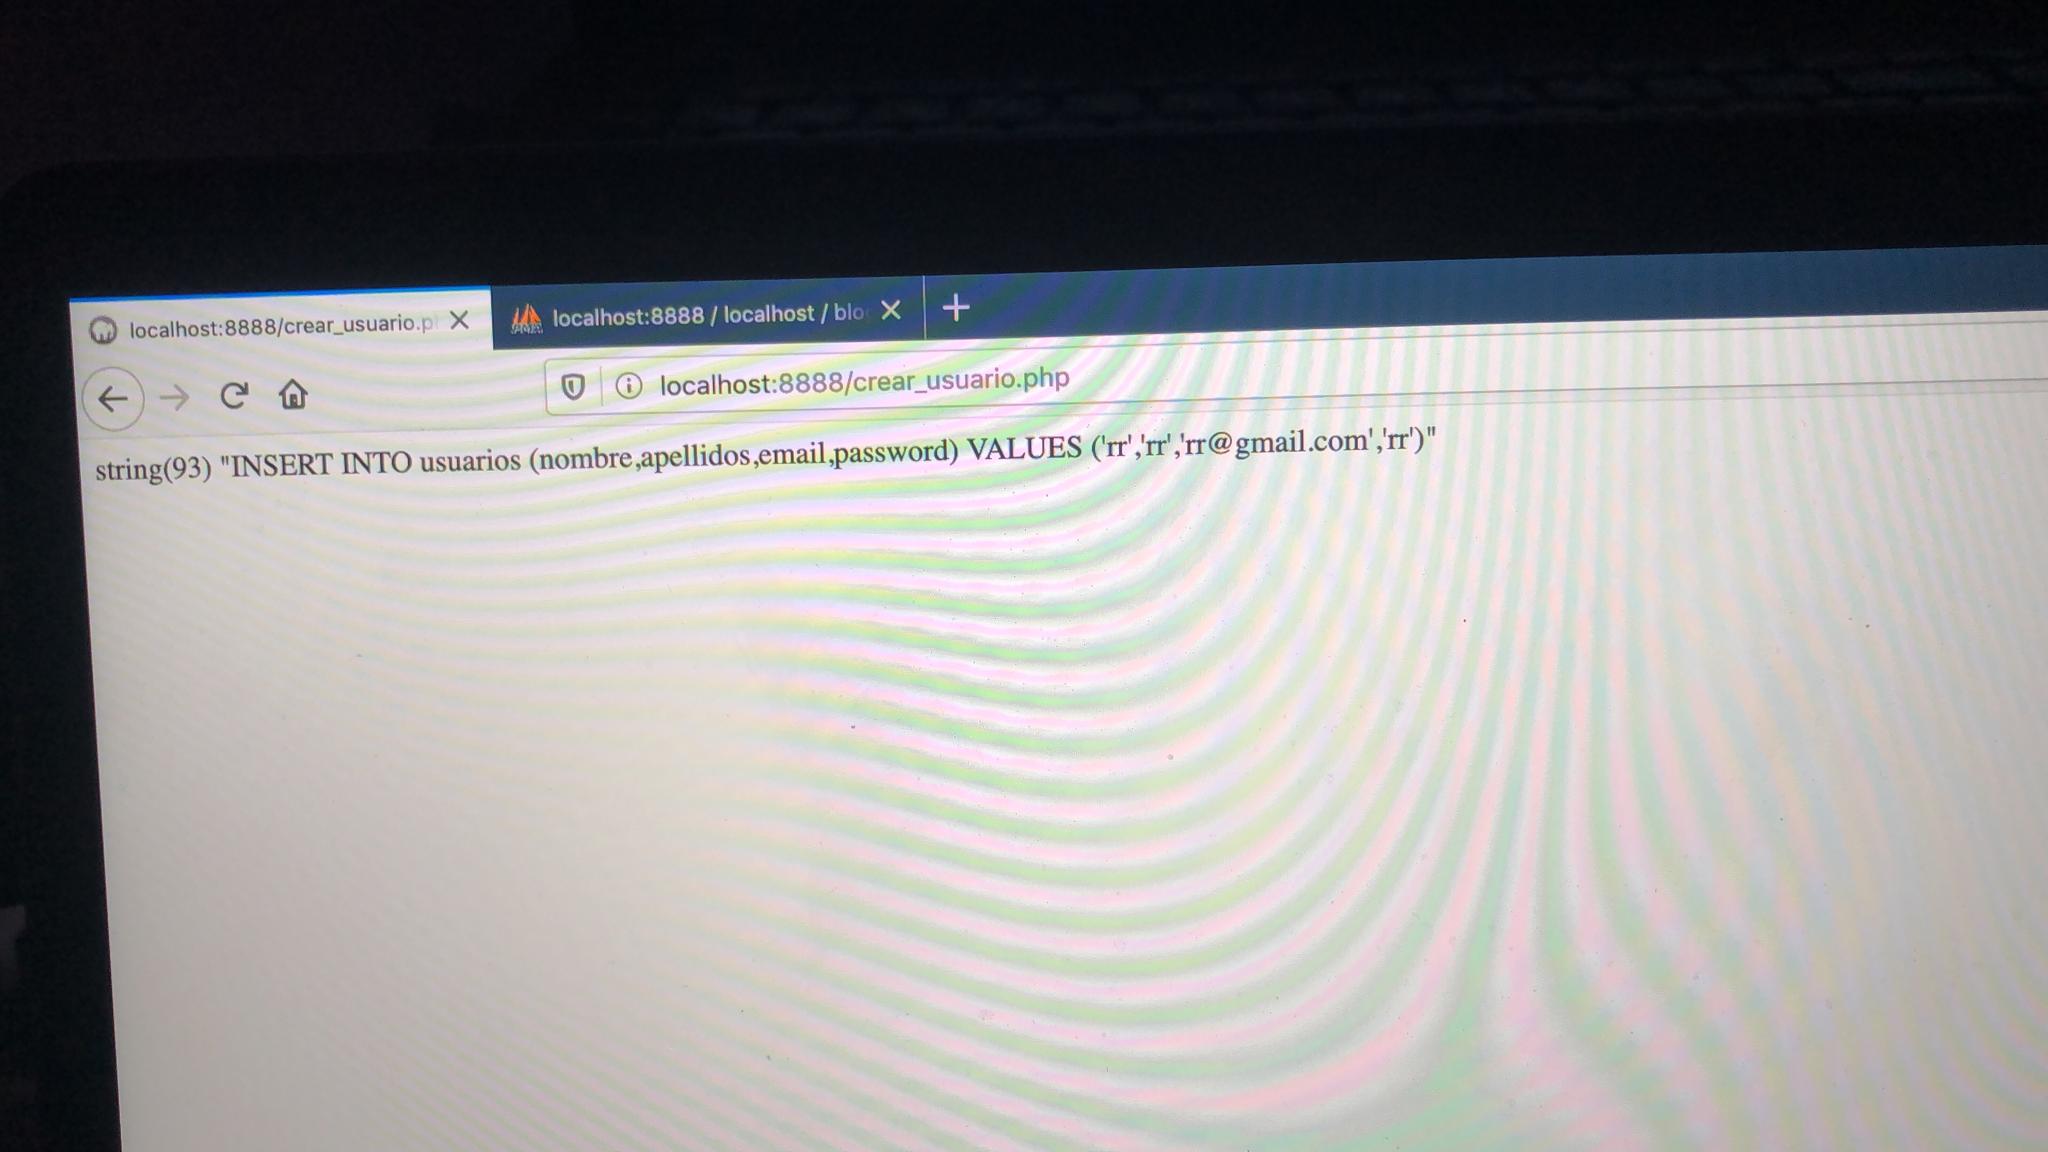 localhost:8888/crear_usuario.p
localhost:8888 / localhost / blo
localhost:8888/crear_usuario.php
string(93) "INSERT INTO usuarios (nombre,apellidos,email,password) VALUES ('rr','rr','rr@gmail.com','rr')"